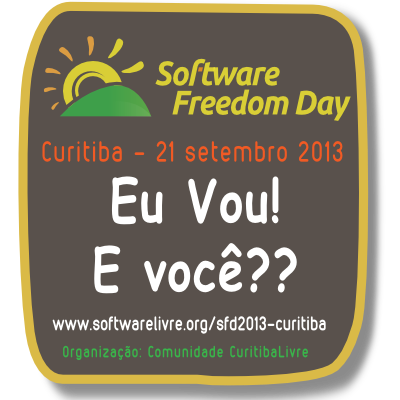 Software
Freedom Day
Curitiba - 21 setembro 2013
Eu Vou!
E você??
www.softwarelivre.org/sfd2013-curitiba
Organização: Comunidade CuritibaLivre